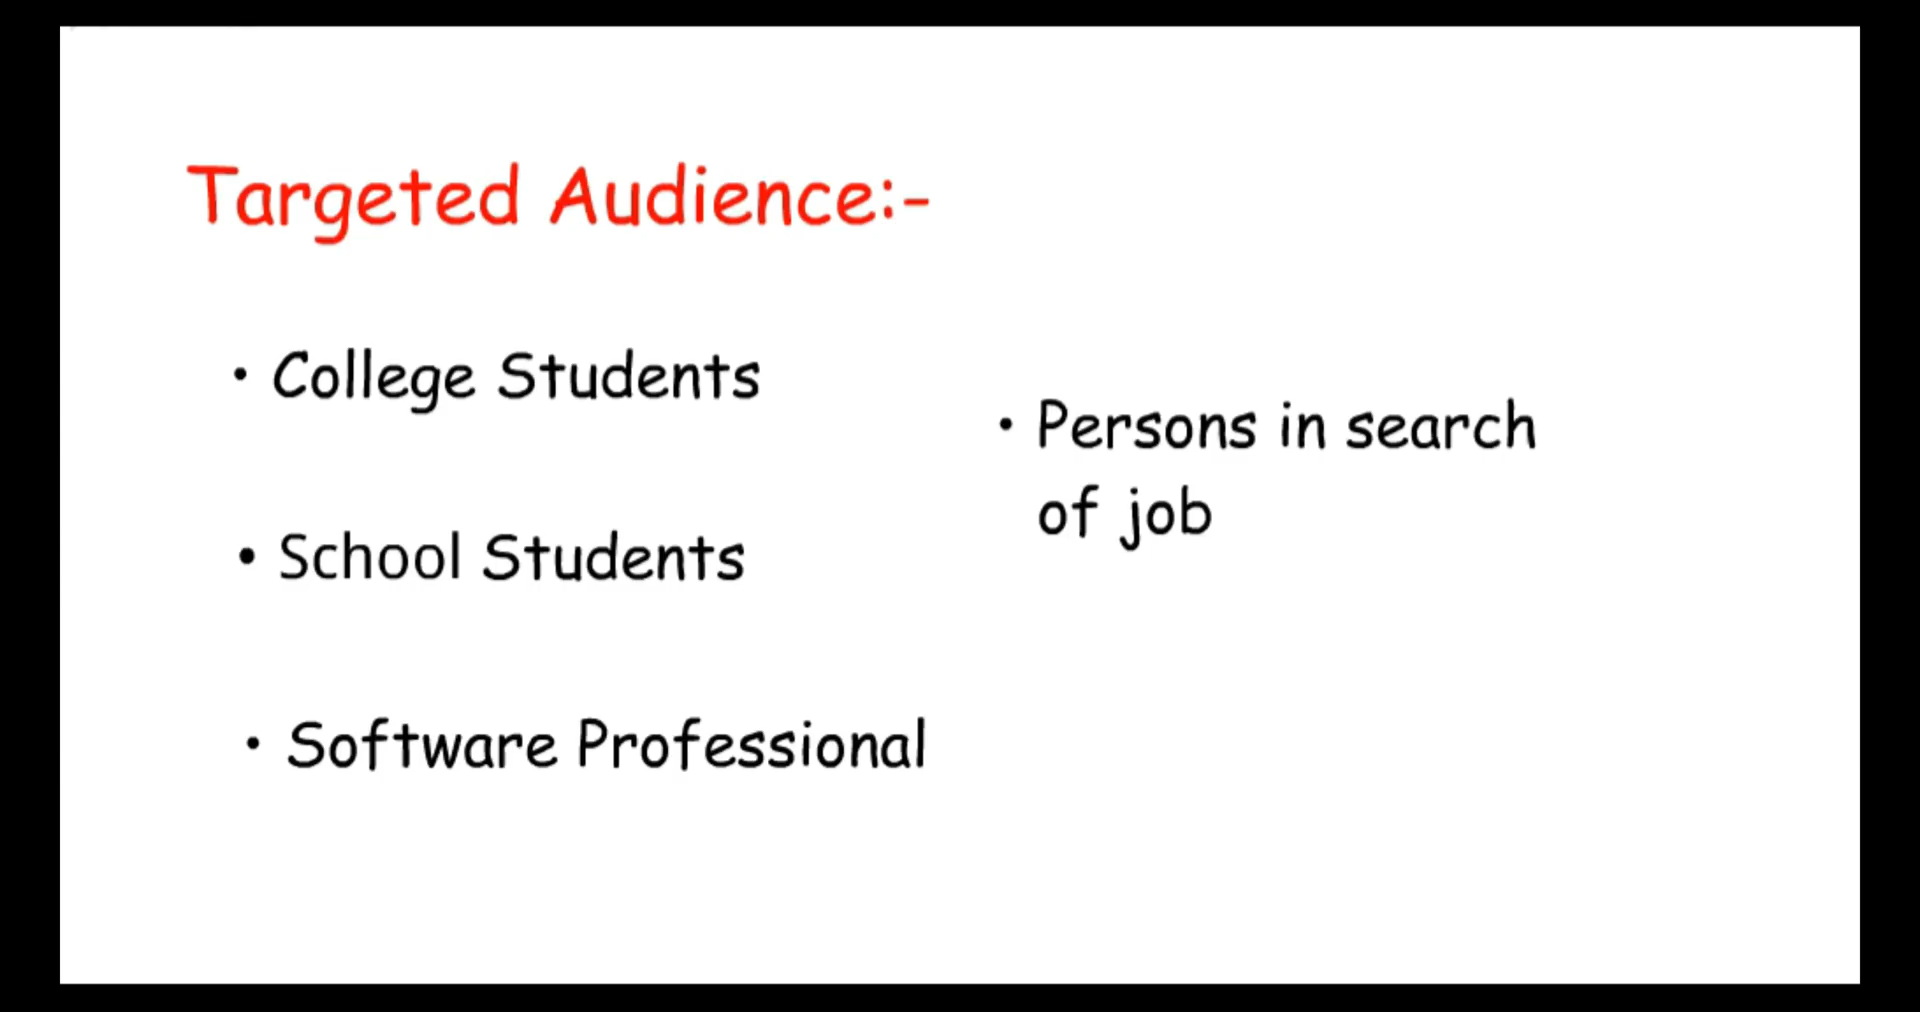 Targeted Audience:-
• College Students
• School Students
• Software Professional
• Persons in search
of job